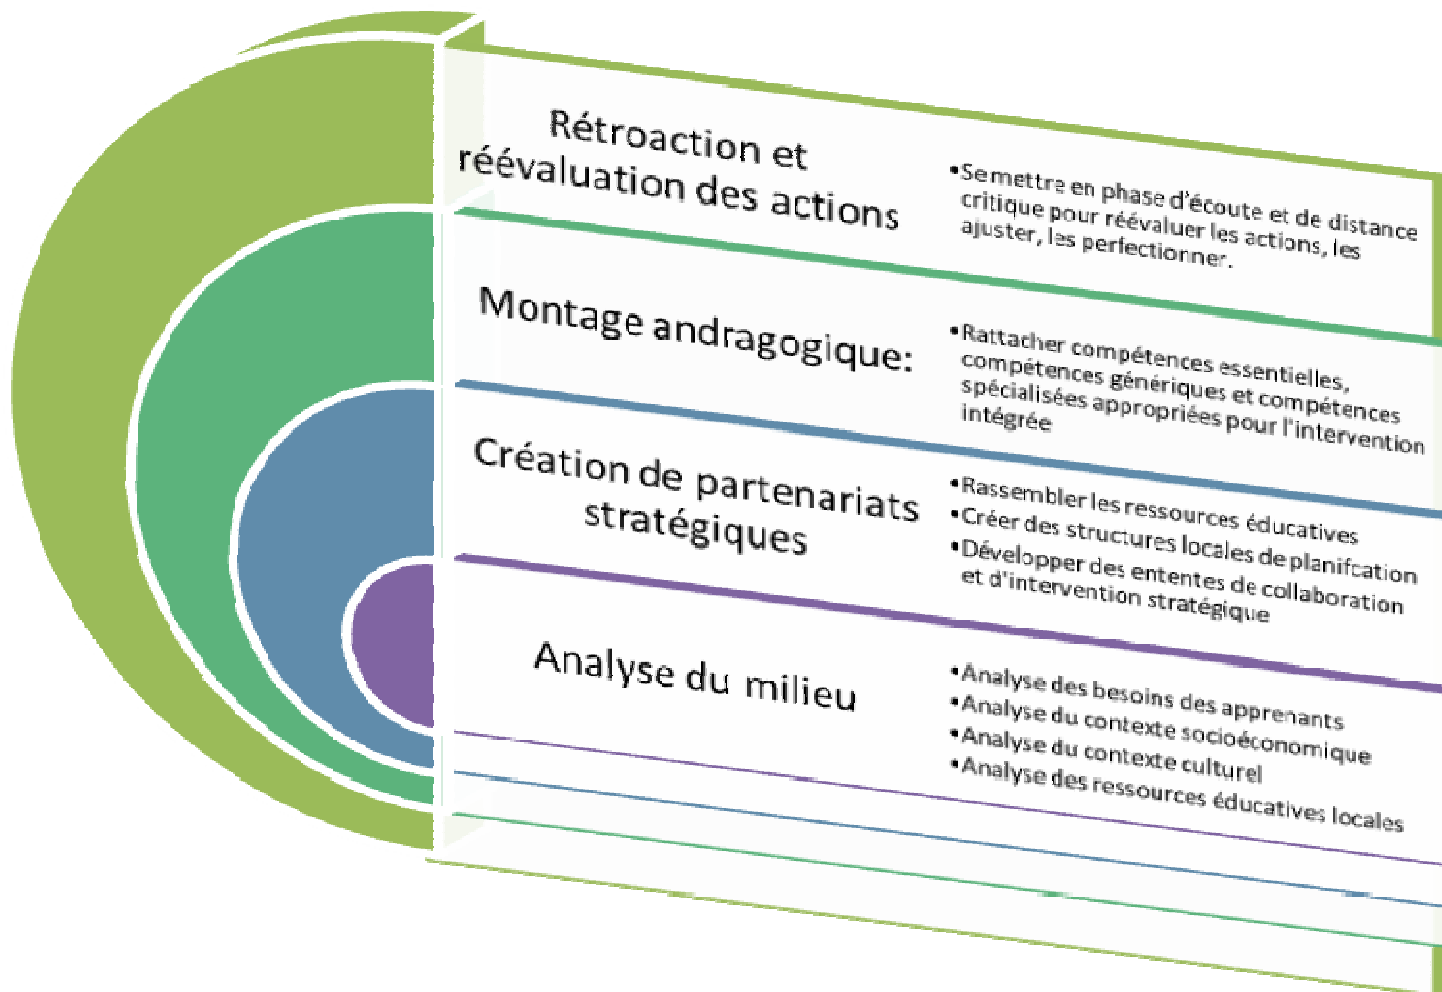 Rétroaction et
réévaluation des actions
•Se mettre en phase d'écoute et de distance
critique pour réévaluer les actions, les
ajuster, les perfectionner.
Montage andragogique:
•Rattacher compétences essentielles,
compétences génériques et compétences
spécialisées appropriées pour l'intervention
intégrée
Création de partenariats
stratégiques
•Rassembler les ressources éducatives
•Créer des structures locales de planifcation
•Développer des ententes de collaboration
et d'intervention stratégique
Analyse du milieu
•Analyse des besoins des apprenants
•Analyse du contexte socioéconomique
•Analyse du contexte culturel
•Analyse des ressources éducatives locales